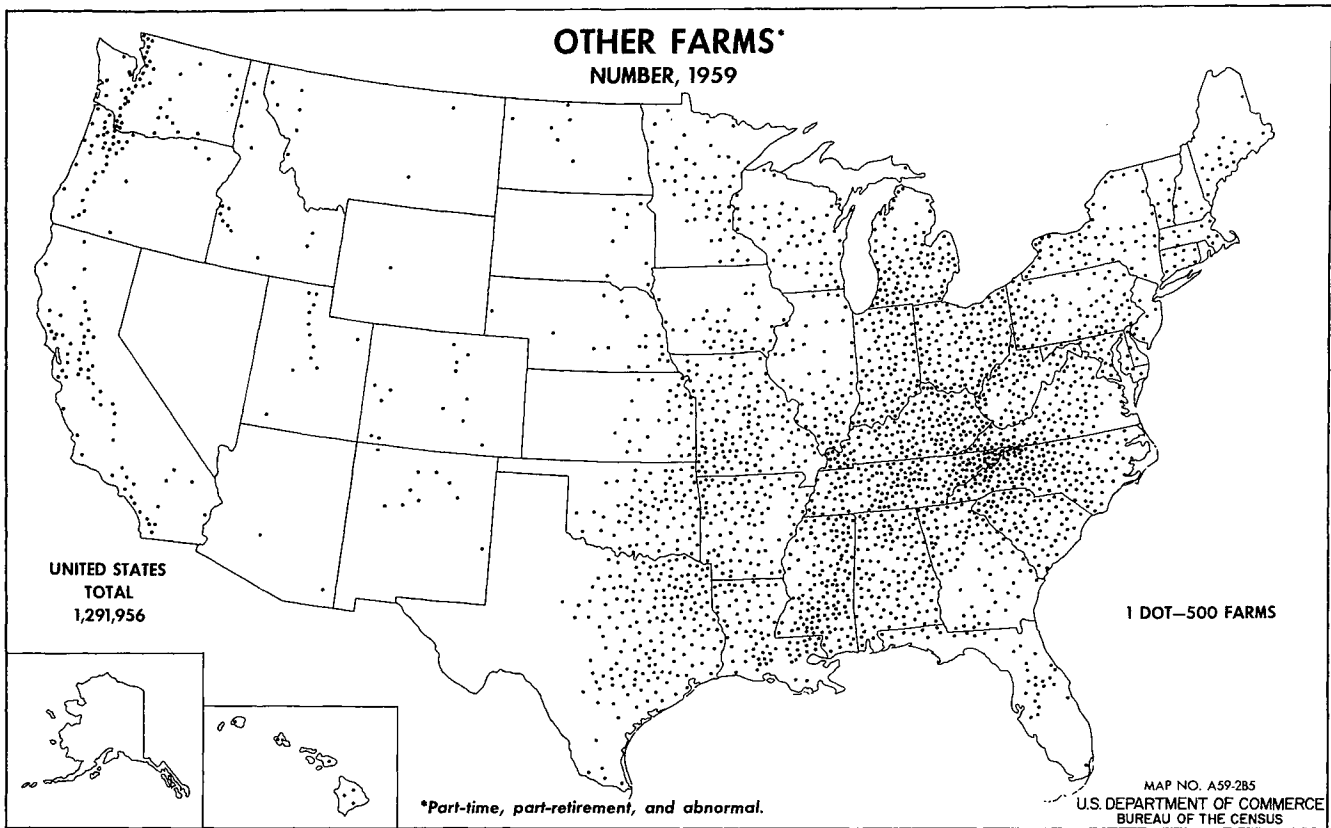 OTHER FARMS*
NUMBER, 1959
UNITED STATES
TOTAL
1,291,956
1 DOT—500 FARMS
*Part-time, part-retirement, and abnormal.
MAP NO. A59-2B5
U.S. DEPARTMENT OF COMMERCE
BUREAU OF THE CENSUS